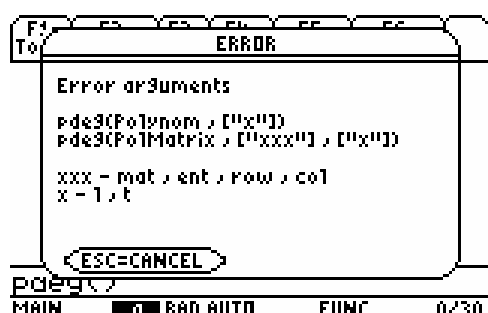 ERROR
Error arguments
pdeg(Polynom , ["x"])
pdeg(PolMatrix , ["xxx"] , ["x"])
xxx - mat , ent , row , col
x - l , t
ESC=CANCEL
pdeg()
MAIN RAD AUTO FUNC 0/30